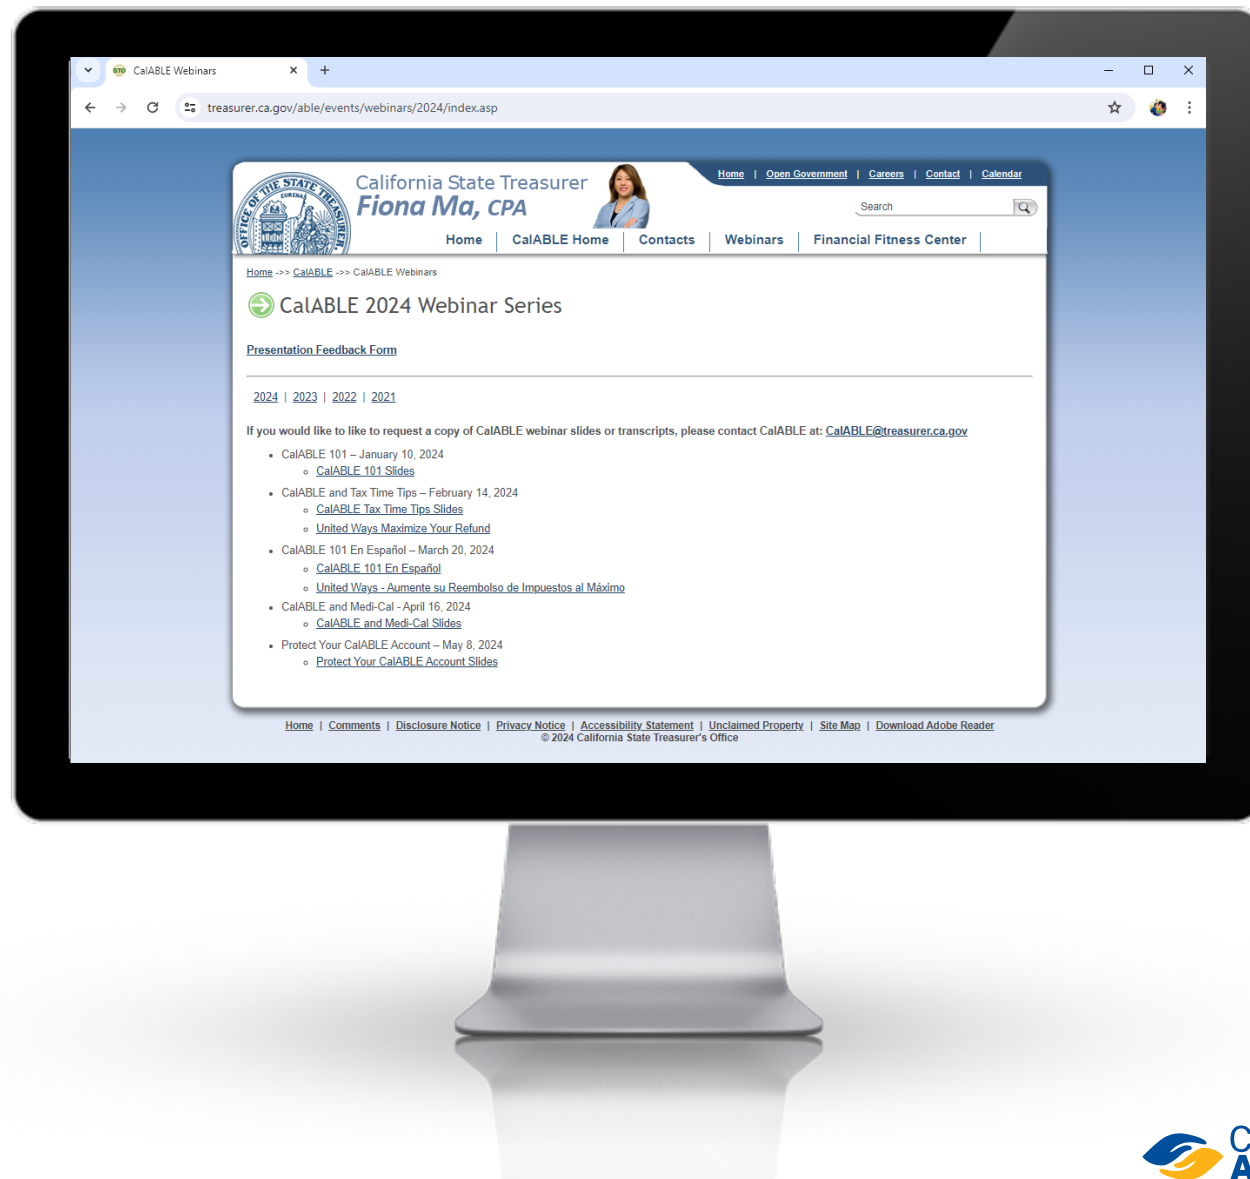 CalABLE Webinars
treasurer.ca.gov/able/events/webinars/2024/index.asp
Home | Open Government | Careers | Contact | Calendar
OFFICE OF THE STATE TREASURER
EUREKA
California State Treasurer
Fiona Ma, CPA
Search
Home | CalABLE Home | Contacts | Webinars | Financial Fitness Center |
Home ->> CalABLE ->> CalABLE Webinars
CalABLE 2024 Webinar Series
Presentation Feedback Form
2024 | 2023 | 2022 | 2021
If you would like to like to request a copy of CalABLE webinar slides or transcripts, please contact CalABLE at: CalABLE@treasurer.ca.gov
• CalABLE 101 – January 10, 2024
◦ CalABLE 101 Slides
• CalABLE and Tax Time Tips – February 14, 2024
◦ CalABLE Tax Time Tips Slides
◦ United Ways Maximize Your Refund
• CalABLE 101 En Español – March 20, 2024
◦ CalABLE 101 En Español
◦ United Ways - Aumente su Reembolso de Impuestos al Máximo
• CalABLE and Medi-Cal - April 16, 2024
◦ CalABLE and Medi-Cal Slides
• Protect Your CalABLE Account – May 8, 2024
◦ Protect Your CalABLE Account Slides
Home | Comments | Disclosure Notice | Privacy Notice | Accessibility Statement | Unclaimed Property | Site Map | Download Adobe Reader
© 2024 California State Treasurer's Office